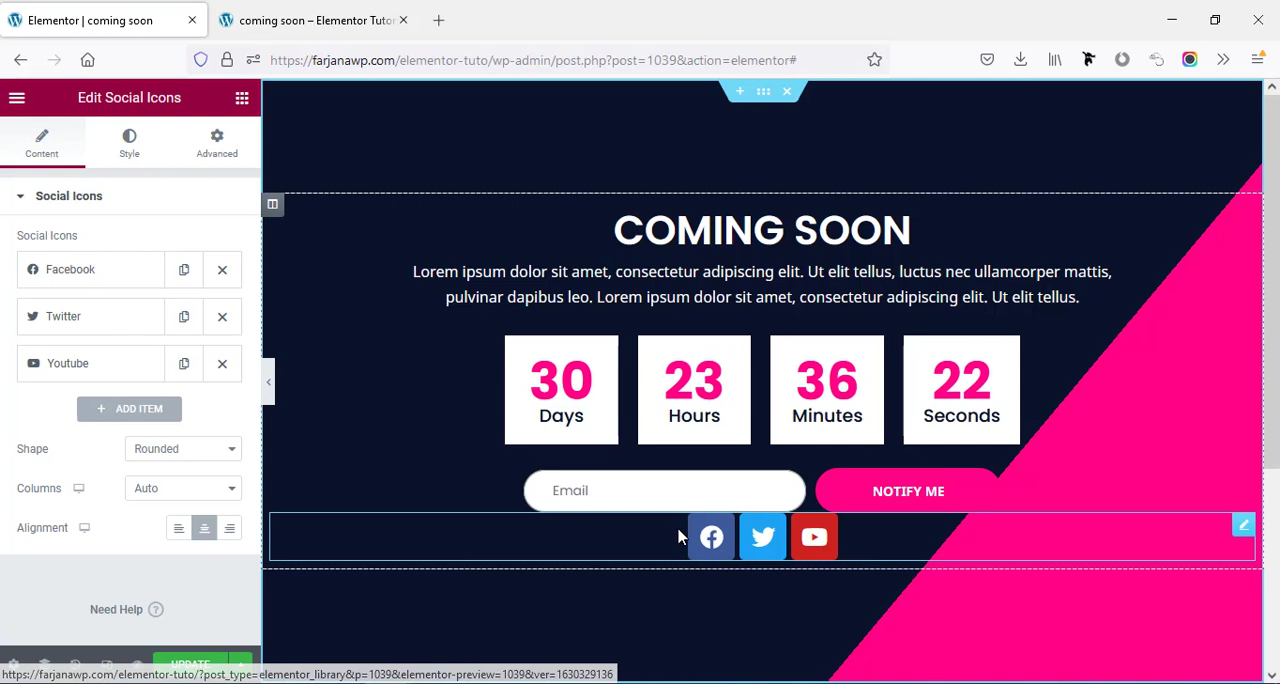 Elementor | coming soon
coming soon – Elementor Tutor
https://farjanawp.com/elementor-tuto/wp-admin/post.php?post=1039&action=elementor#
Edit Social Icons
Content
Style
Advanced
Social Icons
Social Icons
Facebook
Twitter
Youtube
ADD ITEM
Shape
Rounded
Columns
Auto
Alignment
Need Help
UPDATE
https://farjanawp.com/elementor-tuto/?post_type=elementor_library&p=1039&elementor-preview=1039&ver=1630329136
COMING SOON
Lorem ipsum dolor sit amet, consectetur adipiscing elit. Ut elit tellus, luctus nec ullamcorper mattis,
pulvinar dapibus leo. Lorem ipsum dolor sit amet, consectetur adipiscing elit. Ut elit tellus.
30 23 36 22
Days Hours Minutes Seconds
Email
NOTIFY ME